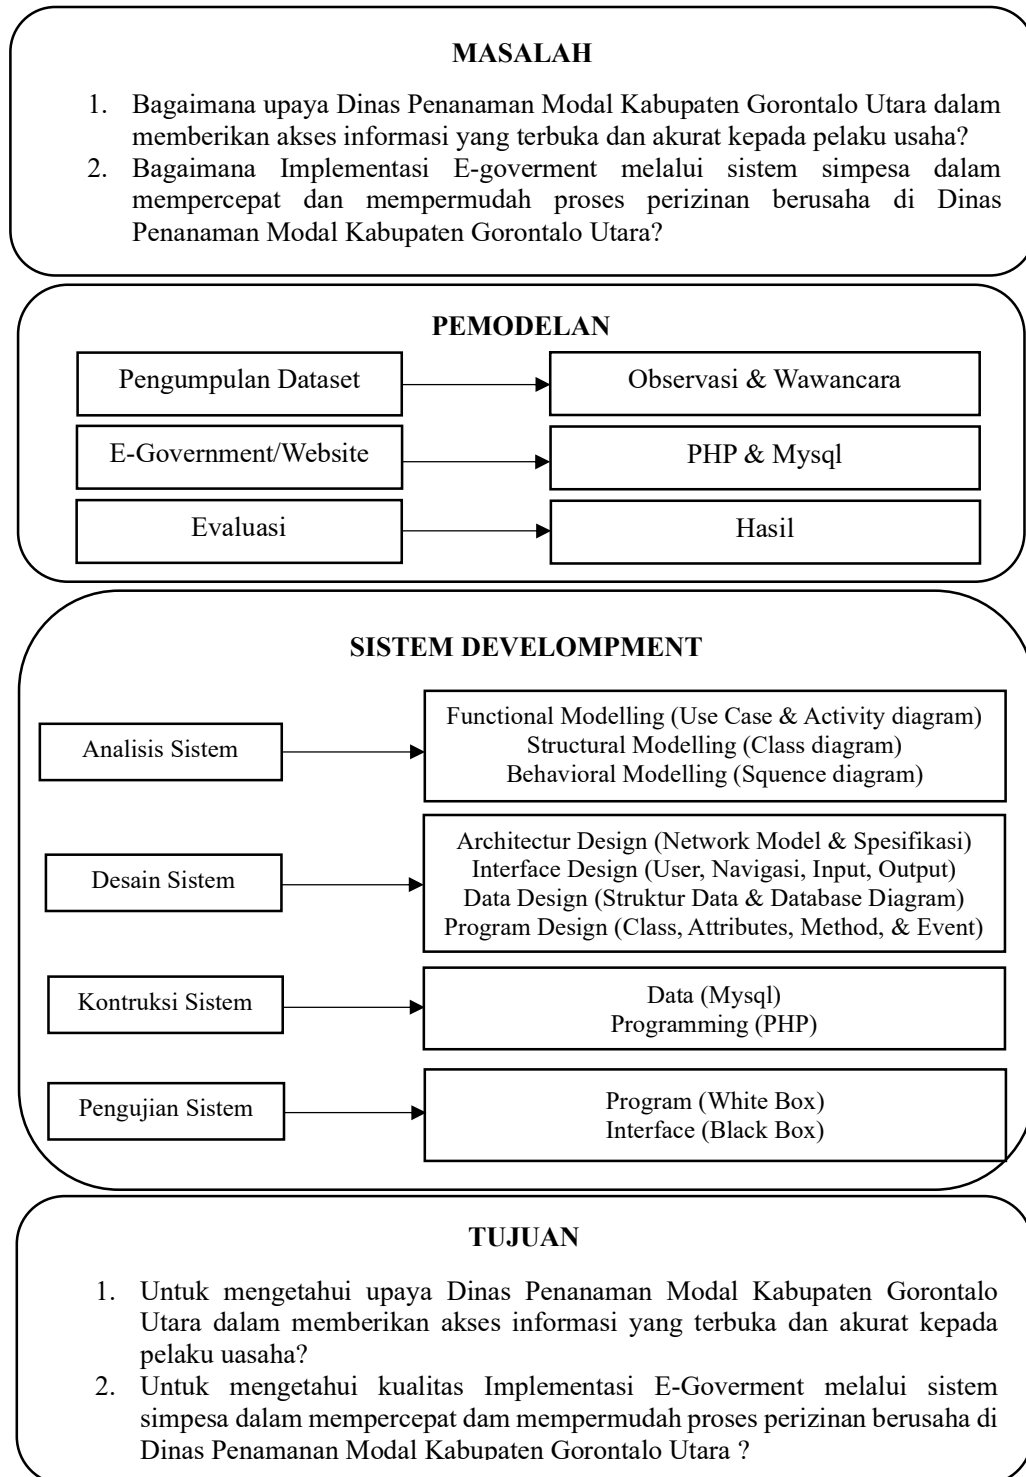 MASALAH
1. Bagaimana upaya Dinas Penanaman Modal Kabupaten Gorontalo Utara dalam
memberikan akses informasi yang terbuka dan akurat kepada pelaku usaha?
2. Bagaimana Implementasi E-goverment melalui sistem simpesa dalam
mempercepat dan mempermudah proses perizinan berusaha di Dinas
Penanaman Modal Kabupaten Gorontalo Utara?
PEMODELAN
Pengumpulan Dataset
Observasi & Wawancara
E-Government/Website
PHP & Mysql
Evaluasi
Hasil
SISTEM DEVELOMPMENT
Analisis Sistem
Functional Modelling (Use Case & Activity diagram)
Structural Modelling (Class diagram)
Behavioral Modelling (Squence diagram)
Desain Sistem
Architectur Design (Network Model & Spesifikasi)
Interface Design (User, Navigasi, Input, Output)
Data Design (Struktur Data & Database Diagram)
Program Design (Class, Attributes, Method, & Event)
Kontruksi Sistem
Data (Mysql)
Programming (PHP)
Pengujian Sistem
Program (White Box)
Interface (Black Box)
TUJUAN
1. Untuk mengetahui upaya Dinas Penanaman Modal Kabupaten Gorontalo
Utara dalam memberikan akses informasi yang terbuka dan akurat kepada
pelaku uasaha?
2. Untuk mengetahui kualitas Implementasi E-Goverment melalui sistem
simpesa dalam mempercepat dam mempermudah proses perizinan berusaha di
Dinas Penamanan Modal Kabupaten Gorontalo Utara ?